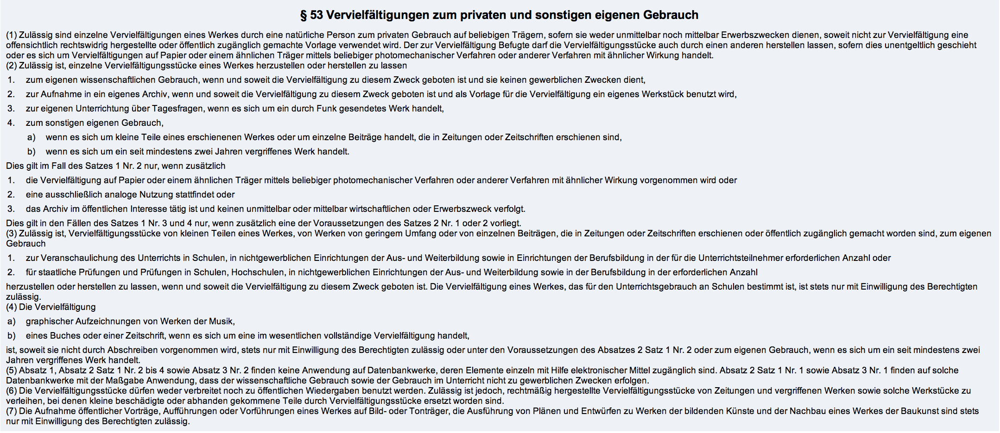 § 53 Vervielfältigungen zum privaten und sonstigen eigenen Gebrauch
(1) Zulässig sind einzelne Vervielfältigungen eines Werkes durch eine natürliche Person zum privaten Gebrauch auf beliebigen Trägern, sofern sie weder unmittelbar noch mittelbar Erwerbszwecken dienen, soweit nicht zur Vervielfältigung eine
offensichtlich rechtswidrig hergestellte oder öffentlich zugänglich gemachte Vorlage verwendet wird. Der zur Vervielfältigung Befugte darf die Vervielfältigungsstücke auch durch einen anderen herstellen lassen, sofern dies unentgeltlich geschieht
oder es sich um Vervielfältigungen auf Papier oder einem ähnlichen Träger mittels beliebiger photomechanischer Verfahren oder anderer Verfahren mit ähnlicher Wirkung handelt.
(2) Zulässig ist, einzelne Vervielfältigungsstücke eines Werkes herzustellen oder herstellen zu lassen
1. zum eigenen wissenschaftlichen Gebrauch, wenn und soweit die Vervielfältigung zu diesem Zweck geboten ist und sie keinen gewerblichen Zwecken dient,
2. zur Aufnahme in ein eigenes Archiv, wenn und soweit die Vervielfältigung zu diesem Zweck geboten ist und als Vorlage für die Vervielfältigung ein eigenes Werkstück benutzt wird,
3. zur eigenen Unterrichtung über Tagesfragen, wenn es sich um ein durch Funk gesendetes Werk handelt,
4. zum sonstigen eigenen Gebrauch,
a) wenn es sich um kleine Teile eines erschienenen Werkes oder um einzelne Beiträge handelt, die in Zeitungen oder Zeitschriften erschienen sind,
b) wenn es sich um ein seit mindestens zwei Jahren vergriffenes Werk handelt.
Dies gilt im Fall des Satzes 1 Nr. 2 nur, wenn zusätzlich
1. die Vervielfältigung auf Papier oder einem ähnlichen Träger mittels beliebiger photomechanischer Verfahren oder anderer Verfahren mit ähnlicher Wirkung vorgenommen wird oder
2. eine ausschließlich analoge Nutzung stattfindet oder
3. das Archiv im öffentlichen Interesse tätig ist und keinen unmittelbar oder mittelbar wirtschaftlichen oder Erwerbszweck verfolgt.
Dies gilt in den Fällen des Satzes 1 Nr. 3 und 4 nur, wenn zusätzlich eine der Voraussetzungen des Satzes 2 Nr. 1 oder 2 vorliegt.
(3) Zulässig ist, Vervielfältigungsstücke von kleinen Teilen eines Werkes, von Werken von geringem Umfang oder von einzelnen Beiträgen, die in Zeitungen oder Zeitschriften erschienen oder öffentlich zugänglich gemacht worden sind, zum eigenen
Gebrauch
1. zur Veranschaulichung des Unterrichts in Schulen, in nichtgewerblichen Einrichtungen der Aus- und Weiterbildung sowie in Einrichtungen der Berufsbildung in der für die Unterrichtsteilnehmer erforderlichen Anzahl oder
2. für staatliche Prüfungen und Prüfungen in Schulen, Hochschulen, in nichtgewerblichen Einrichtungen der Aus- und Weiterbildung sowie in der Berufsbildung in der erforderlichen Anzahl
herzustellen oder herstellen zu lassen, wenn und soweit die Vervielfältigung zu diesem Zweck geboten ist. Die Vervielfältigung eines Werkes, das für den Unterrichtsgebrauch an Schulen bestimmt ist, ist stets nur mit Einwilligung des Berechtigten
zulässig.
(4) Die Vervielfältigung
a) graphischer Aufzeichnungen von Werken der Musik,
b) eines Buches oder einer Zeitschrift, wenn es sich um eine im wesentlichen vollständige Vervielfältigung handelt,
ist, soweit sie nicht durch Abschreiben vorgenommen wird, stets nur mit Einwilligung des Berechtigten zulässig oder unter den Voraussetzungen des Absatzes 2 Satz 1 Nr. 2 oder zum eigenen Gebrauch, wenn es sich um ein seit mindestens zwei
Jahren vergriffenes Werk handelt.
(5) Absatz 1, Absatz 2 Satz 1 Nr. 2 bis 4 sowie Absatz 3 Nr. 2 finden keine Anwendung auf Datenbankwerke, deren Elemente einzeln mit Hilfe elektronischer Mittel zugänglich sind. Absatz 2 Satz 1 Nr. 1 sowie Absatz 3 Nr. 1 finden auf solche
Datenbankwerke mit der Maßgabe Anwendung, dass der wissenschaftliche Gebrauch sowie der Gebrauch im Unterricht nicht zu gewerblichen Zwecken erfolgen.
(6) Die Vervielfältigungsstücke dürfen weder verbreitet noch zu öffentlichen Wiedergaben benutzt werden. Zulässig ist jedoch, rechtmäßig hergestellte Vervielfältigungsstücke von Zeitungen und vergriffenen Werken sowie solche Werkstücke zu
verleihen, bei denen kleine beschädigte oder abhanden gekommene Teile durch Vervielfältigungsstücke ersetzt worden sind.
(7) Die Aufnahme öffentlicher Vorträge, Aufführungen oder Vorführungen eines Werkes auf Bild- oder Tonträger, die Ausführung von Plänen und Entwürfen zu Werken der bildenden Künste und der Nachbau eines Werkes der Baukunst sind stets
nur mit Einwilligung des Berechtigten zulässig.